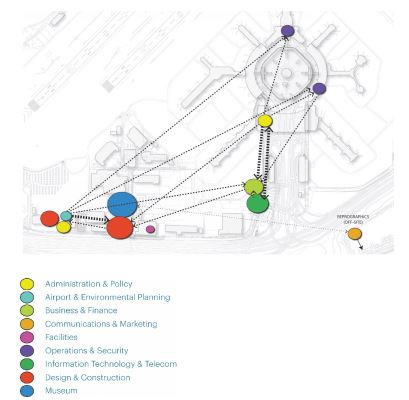 REPROGRAPHICS
(OFF-SITE)
Administration & Policy
Airport & Environmental Planning
Business & Finance
Communications & Marketing
Facilities
Operations & Security
Information Technology & Telecom
Design & Construction
Museum